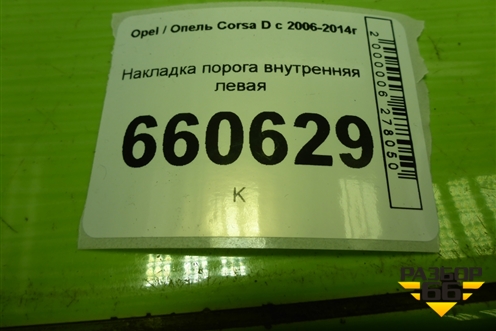 Opel / Опель Corsa D с 2006-2014г
Накладка порога внутренняя
левая
660629
К
2000006278050
РАЗБОР
66